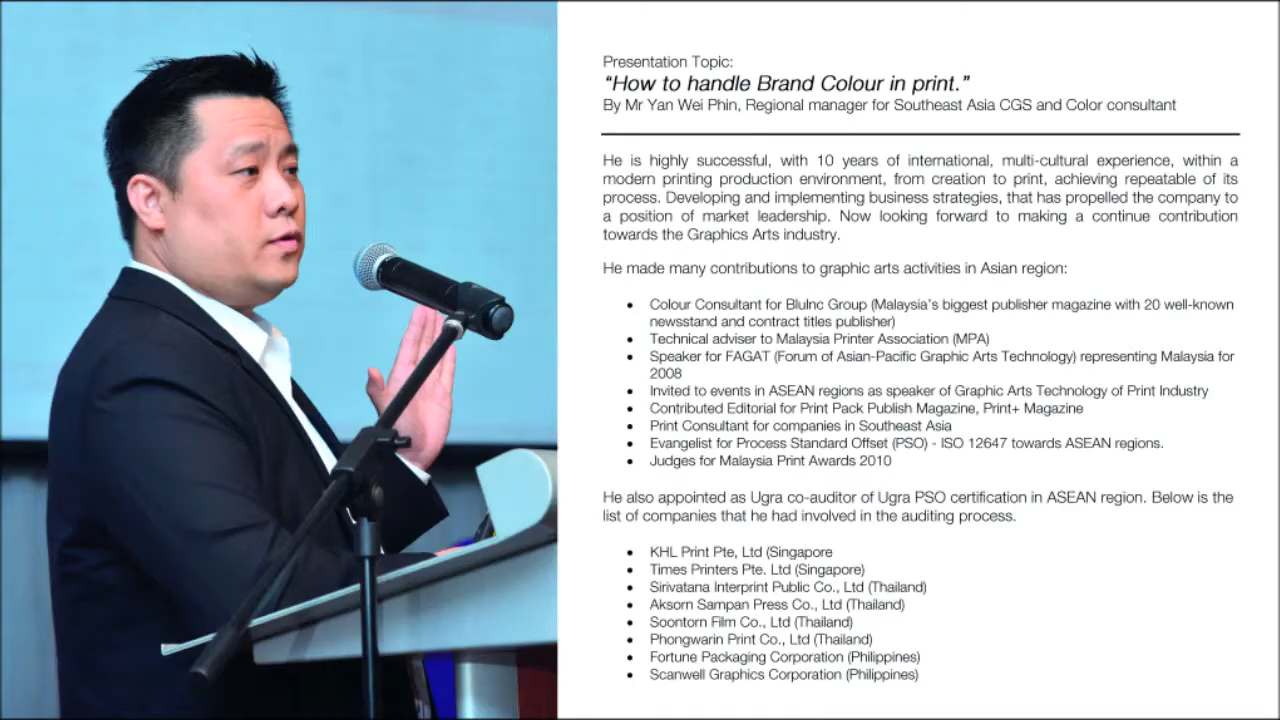 Presentation Topic:
“How to handle Brand Colour in print.”
By Mr Yan Wei Phin, Regional manager for Southeast Asia CGS and Color consultant
He is highly successful, with 10 years of international, multi-cultural experience, within a
modern printing production environment, from creation to print, achieving repeatable of its
process. Developing and implementing business strategies, that has propelled the company to
a position of market leadership. Now looking forward to making a continue contribution
towards the Graphics Arts industry.
He made many contributions to graphic arts activities in Asian region:
• Colour Consultant for BluInc Group (Malaysia's biggest publisher magazine with 20 well-known
newsstand and contract titles publisher)
• Technical adviser to Malaysia Printer Association (MPA)
• Speaker for FAGAT (Forum of Asian-Pacific Graphic Arts Technology) representing Malaysia for
2008
• Invited to events in ASEAN regions as speaker of Graphic Arts Technology of Print Industry
• Contributed Editorial for Print Pack Publish Magazine, Print+ Magazine
• Print Consultant for companies in Southeast Asia
• Evangelist for Process Standard Offset (PSO) - ISO 12647 towards ASEAN regions.
• Judges for Malaysia Print Awards 2010
He also appointed as Ugra co-auditor of Ugra PSO certification in ASEAN region. Below is the
list of companies that he had involved in the auditing process.
• KHL Print Pte, Ltd (Singapore
• Times Printers Pte. Ltd (Singapore)
• Sirivatana Interprint Public Co., Ltd (Thailand)
• Aksorn Sampan Press Co., Ltd (Thailand)
• Soontorn Film Co., Ltd (Thailand)
• Phongwarin Print Co., Ltd (Thailand)
• Fortune Packaging Corporation (Philippines)
• Scanwell Graphics Corporation (Philippines)